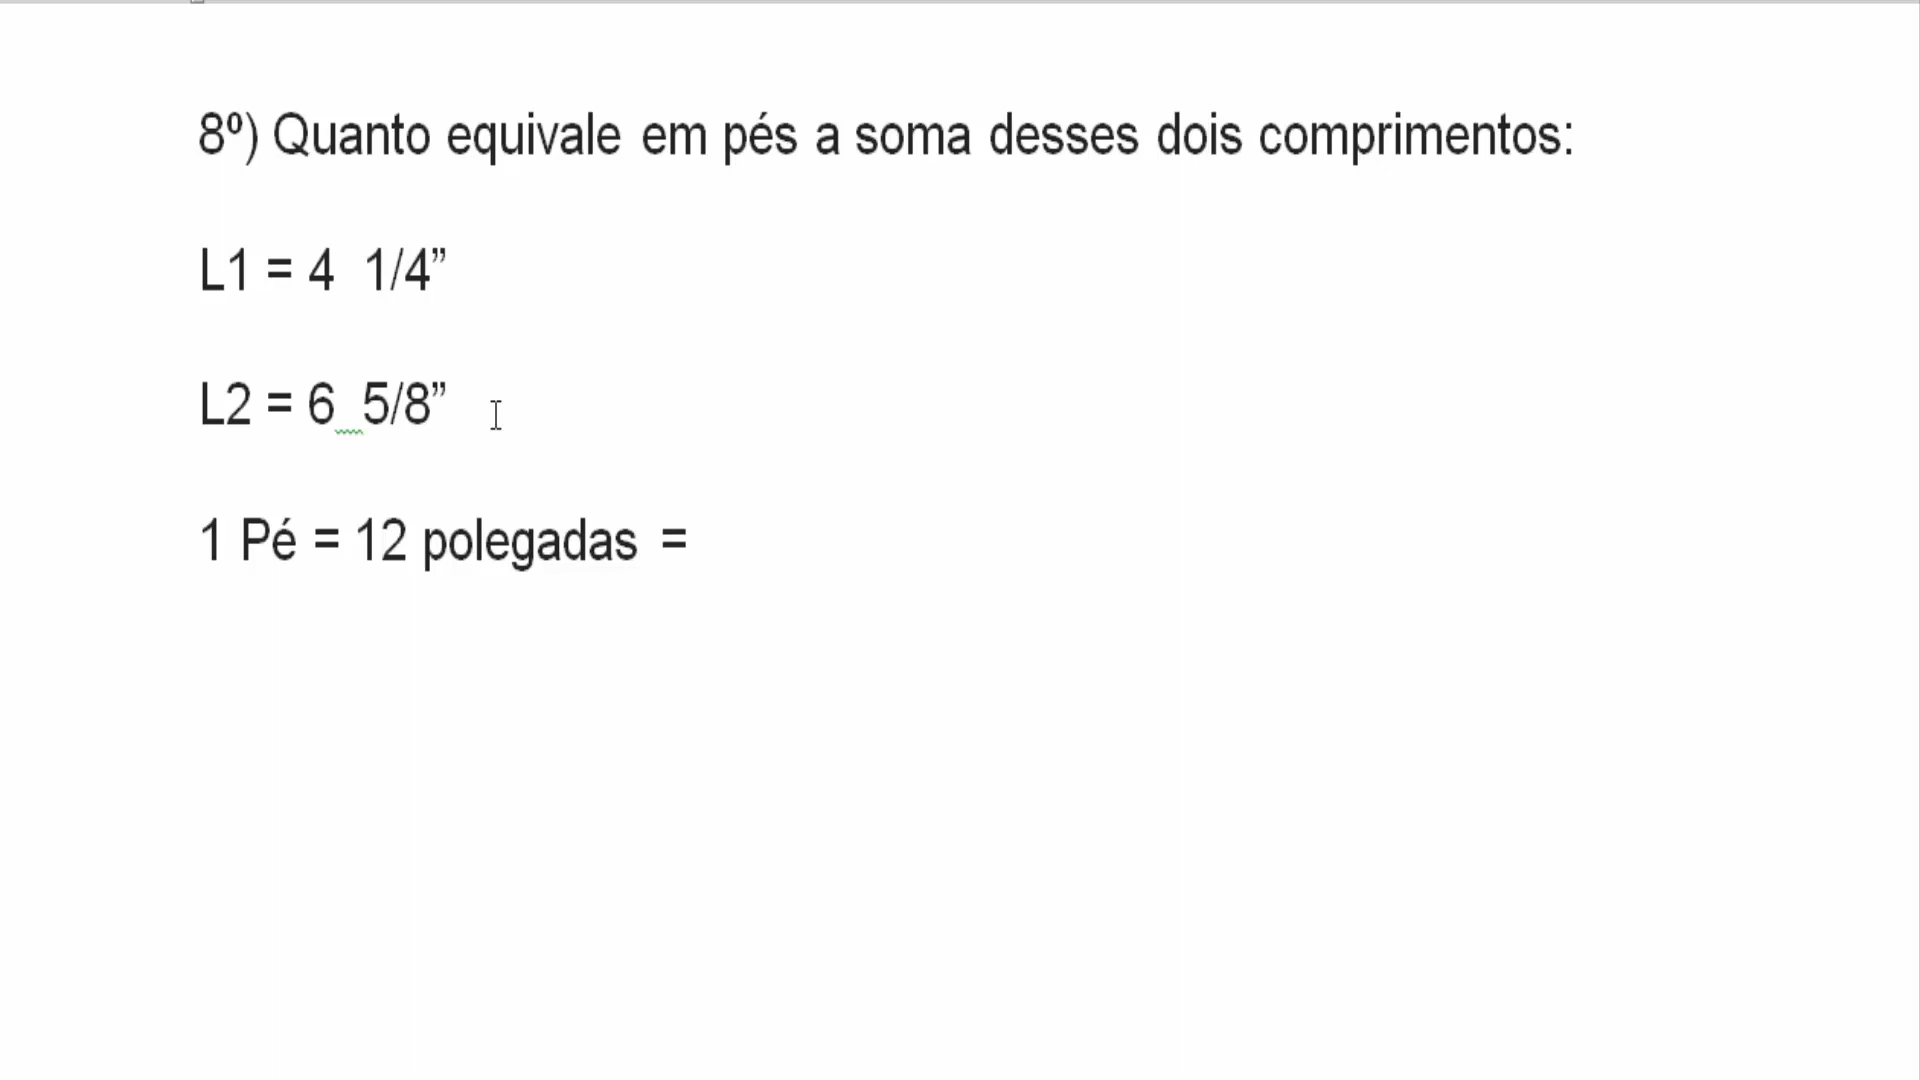 8º) Quanto equivale em pés a soma desses dois comprimentos:
L1 = 4  1/4”
L2 = 6  5/8”
1 Pé = 12 polegadas  =